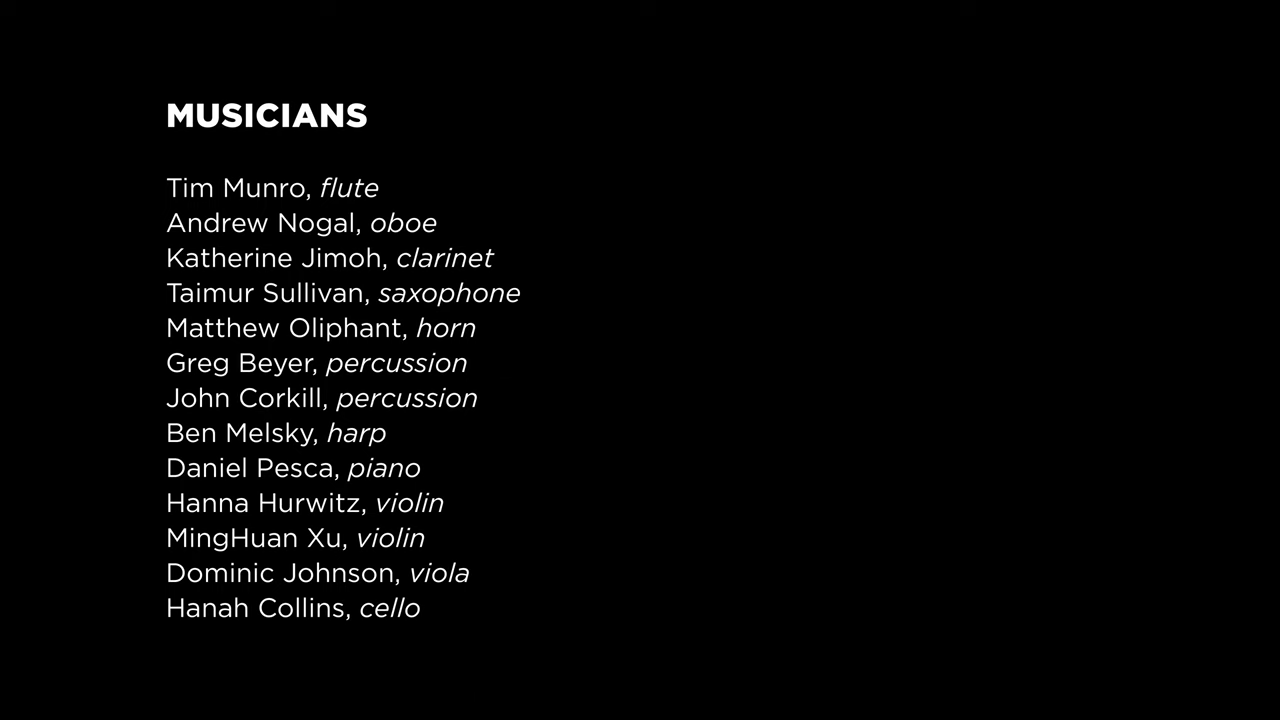 MUSICIANS
Tim Munro, flute
Andrew Nogal, oboe
Katherine Jimoh, clarinet
Taimur Sullivan, saxophone
Matthew Oliphant, horn
Greg Beyer, percussion
John Corkill, percussion
Ben Melsky, harp
Daniel Pesca, piano
Hanna Hurwitz, violin
MingHuan Xu, violin
Dominic Johnson, viola
Hanah Collins, cello